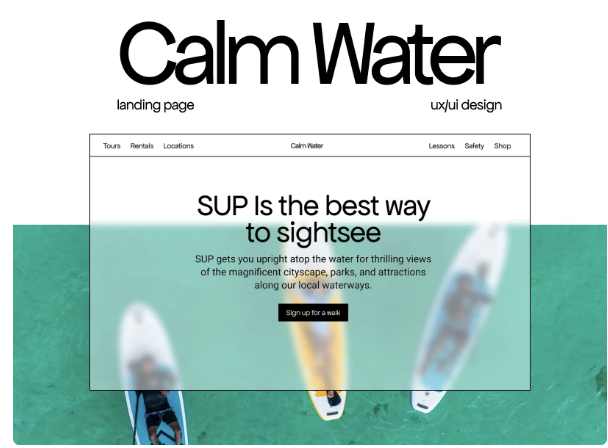 Calm Water
landing page
ux/ui design
Tours Rentals Locations Calm Water Lessons Safety Shop
SUP Is the best way
to sightsee
SUP gets you upright atop the water for thrilling views
of the magnificent cityscape, parks, and attractions
along our local waterways.
Sign up for a walk